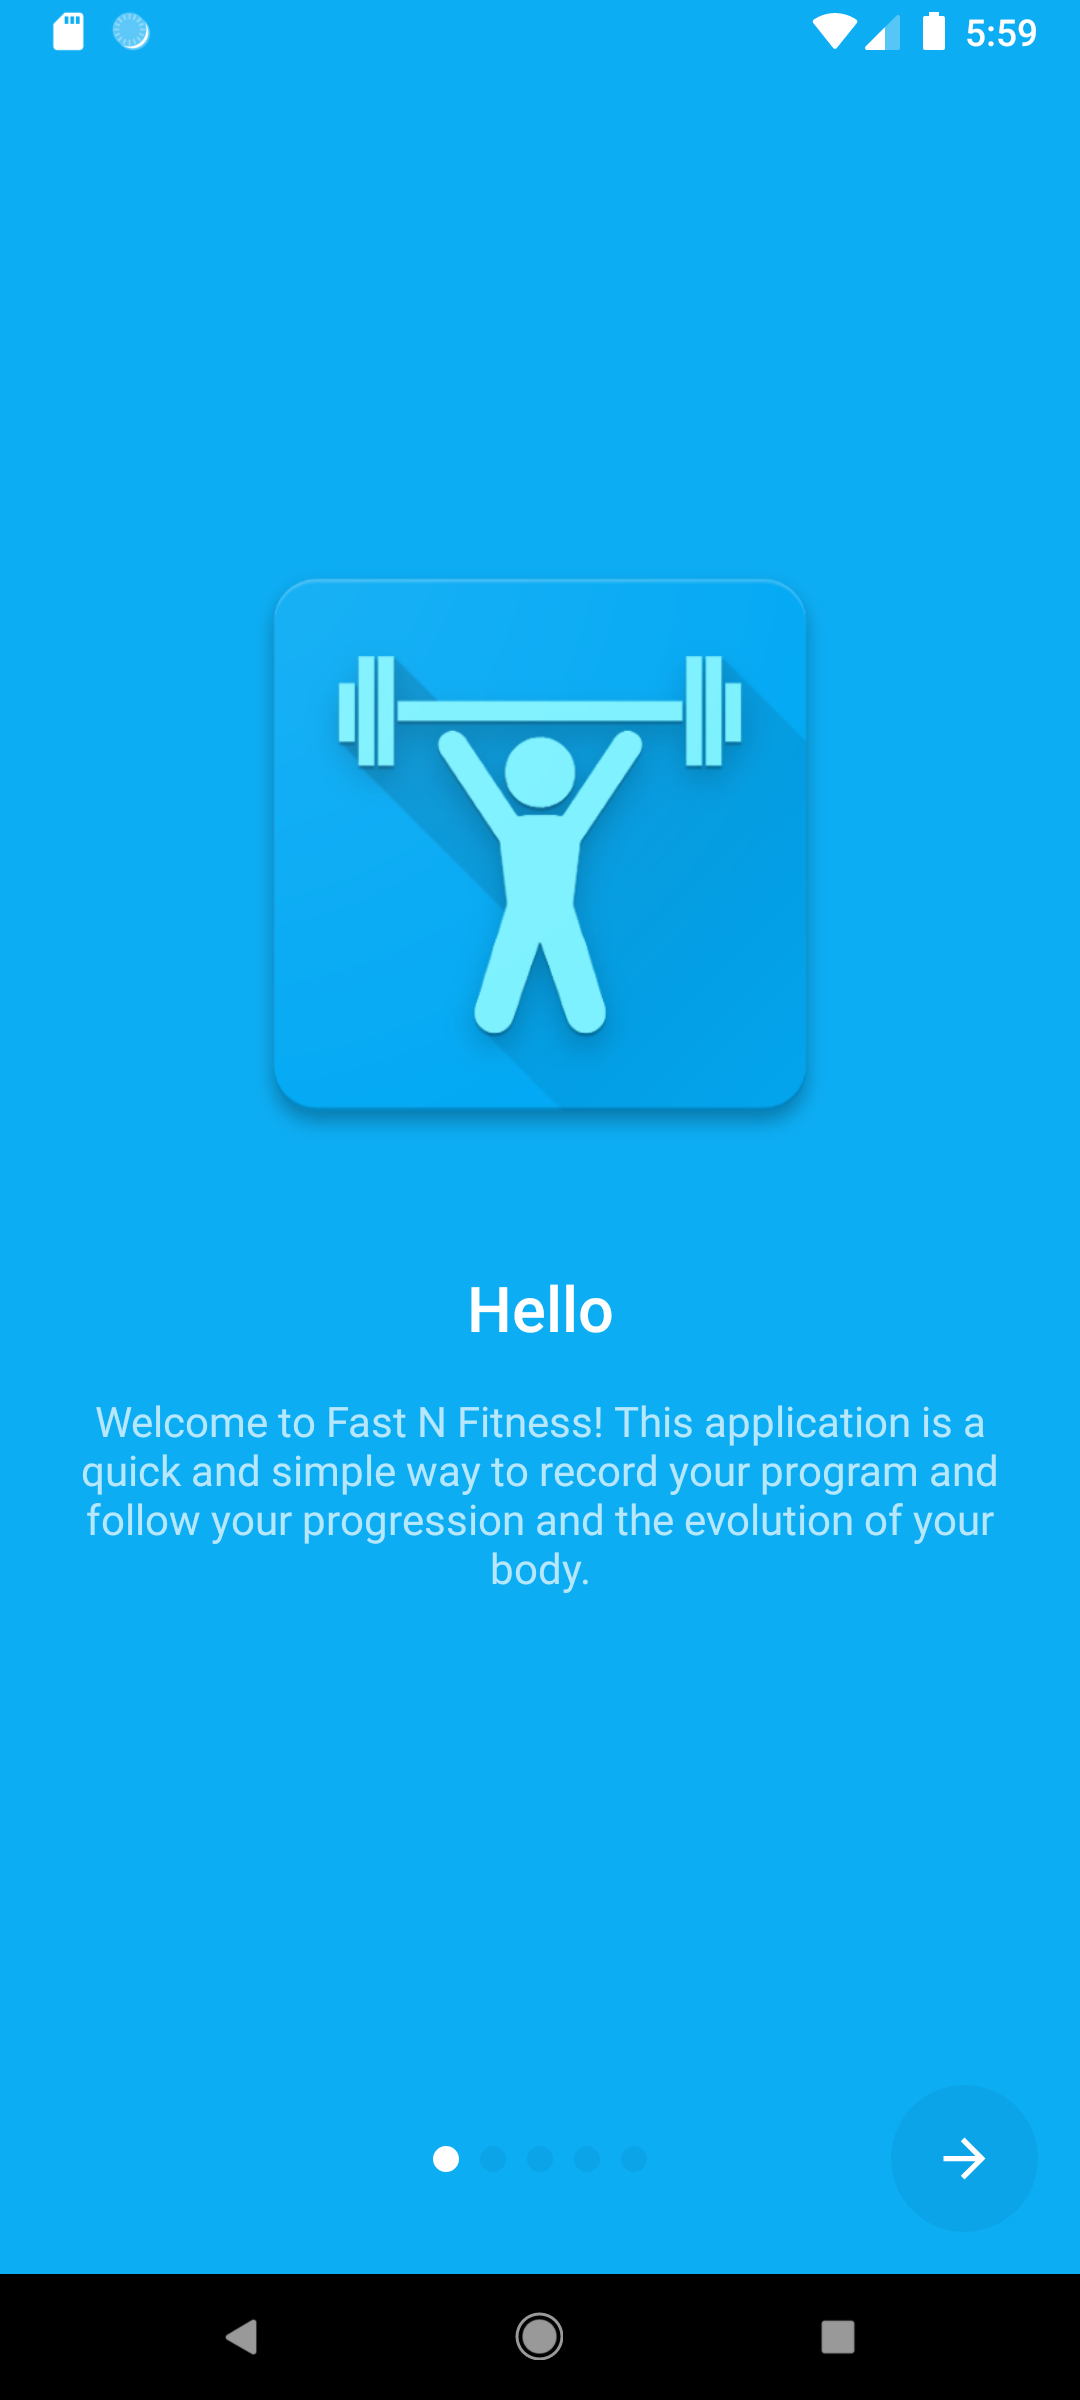 5:59
Hello
Welcome to Fast N Fitness! This application is a
quick and simple way to record your program and
follow your progression and the evolution of your
body.